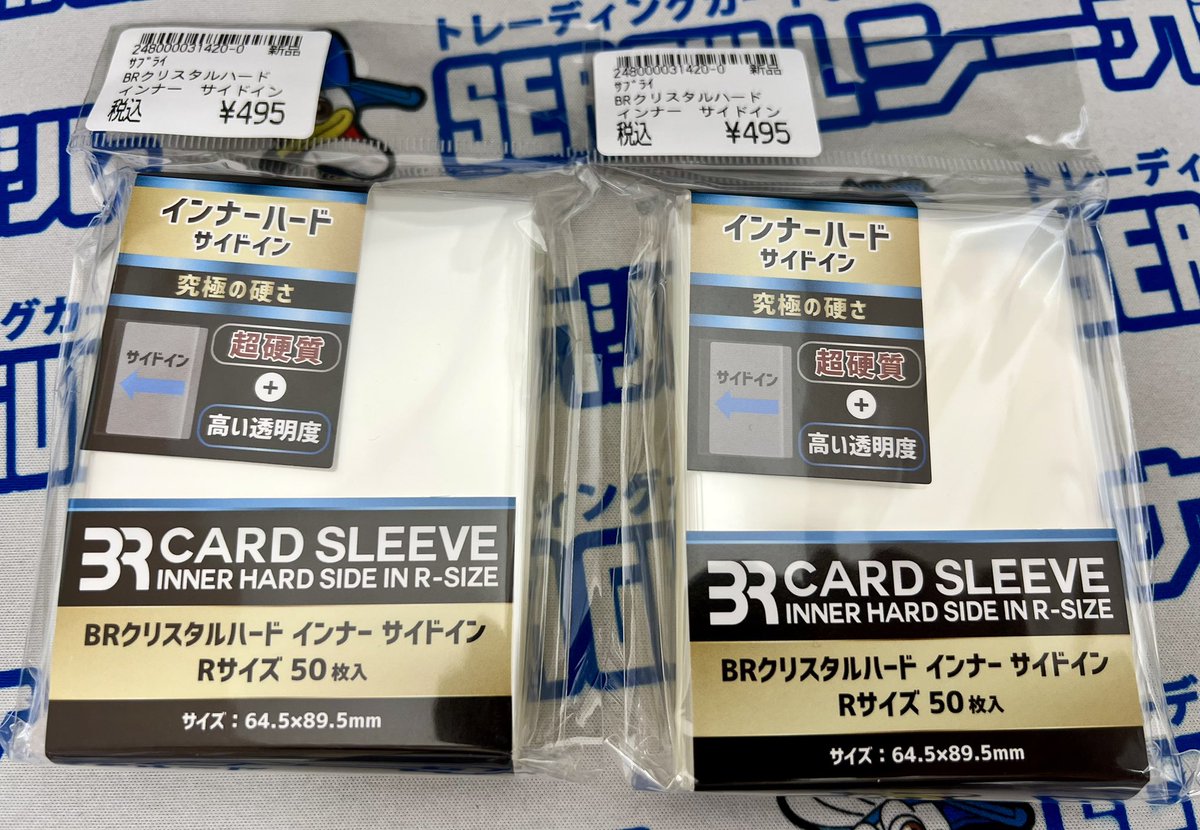 248000031420-0 新品
サプライ
BRクリスタルハード
インナー サイドイン
税込 ¥495
インナーハード
サイドイン
究極の硬さ
サイドイン
超硬質
+
高い透明度
BR CARD SLEEVE
INNER HARD SIDE IN R-SIZE
BRクリスタルハード インナー サイドイン
Rサイズ 50枚入
サイズ：64.5×89.5mm
248000031420-0 新品
サプライ
BRクリスタルハード
インナー サイドイン
税込 ¥495
インナーハード
サイドイン
究極の硬さ
サイドイン
超硬質
+
高い透明度
BR CARD SLEEVE
INNER HARD SIDE IN R-SIZE
BRクリスタルハード インナー サイドイン
Rサイズ 50枚入
サイズ：64.5×89.5mm
トレーディングカード
トレーディ